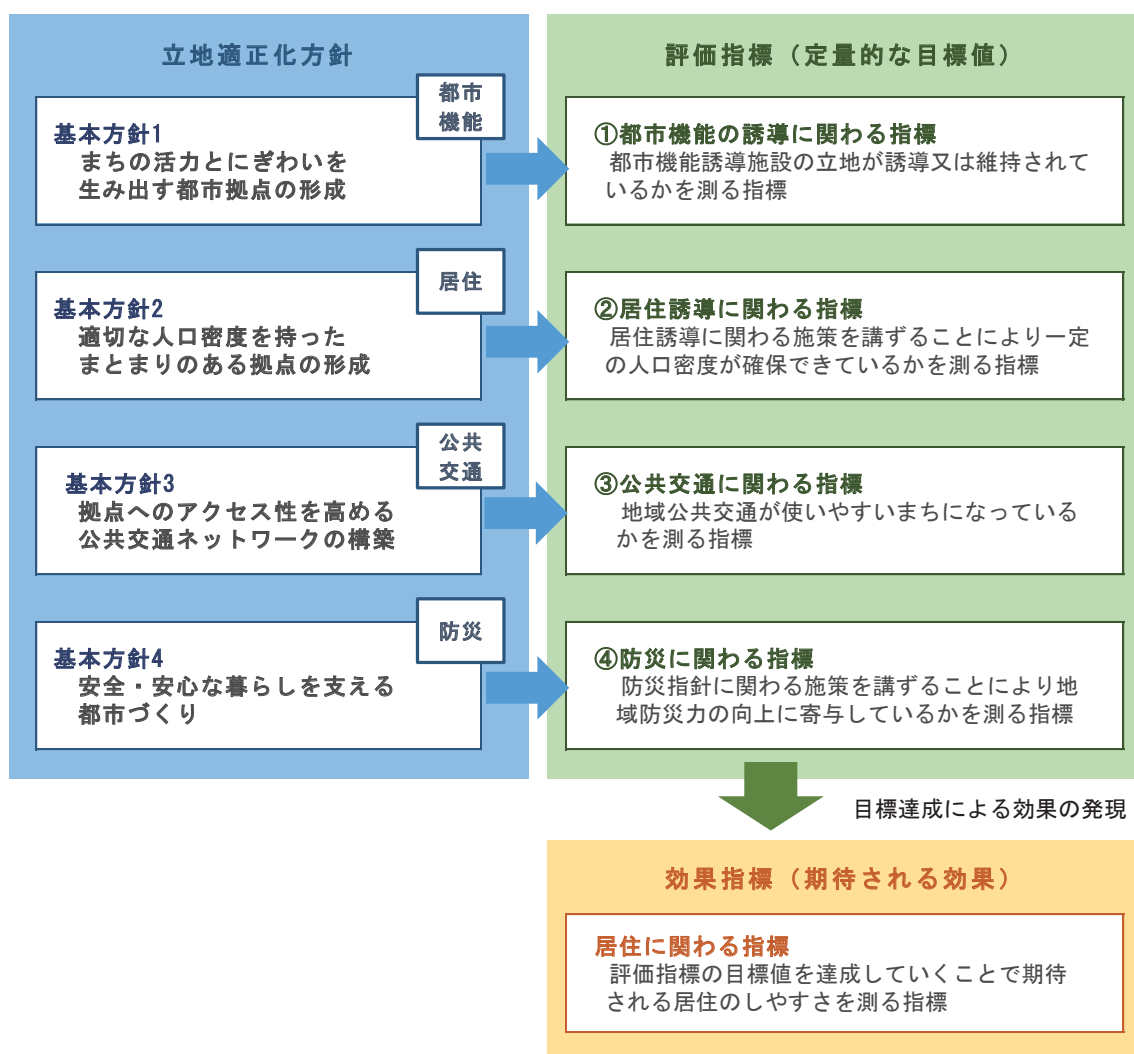 立地適正化方針
都市
機能
基本方針1
まちの活力とにぎわいを
生み出す都市拠点の形成
居住
基本方針2
適切な人口密度を持った
まとまりのある拠点の形成
公共
交通
基本方針3
拠点へのアクセス性を高める
公共交通ネットワークの構築
防災
基本方針4
安全・安心な暮らしを支える
都市づくり
評価指標（定量的な目標値）
①都市機能の誘導に関わる指標
都市機能誘導施設の立地が誘導又は維持されて
いるかを測る指標
②居住誘導に関わる指標
居住誘導に関わる施策を講ずることにより一定
の人口密度が確保できているかを測る指標
③公共交通に関わる指標
地域公共交通が使いやすいまちになっている
かを測る指標
④防災に関わる指標
防災指針に関わる施策を講ずることにより地
域防災力の向上に寄与しているかを測る指標
目標達成による効果の発現
効果指標（期待される効果）
居住に関わる指標
評価指標の目標値を達成していくことで期待
される居住のしやすさを測る指標